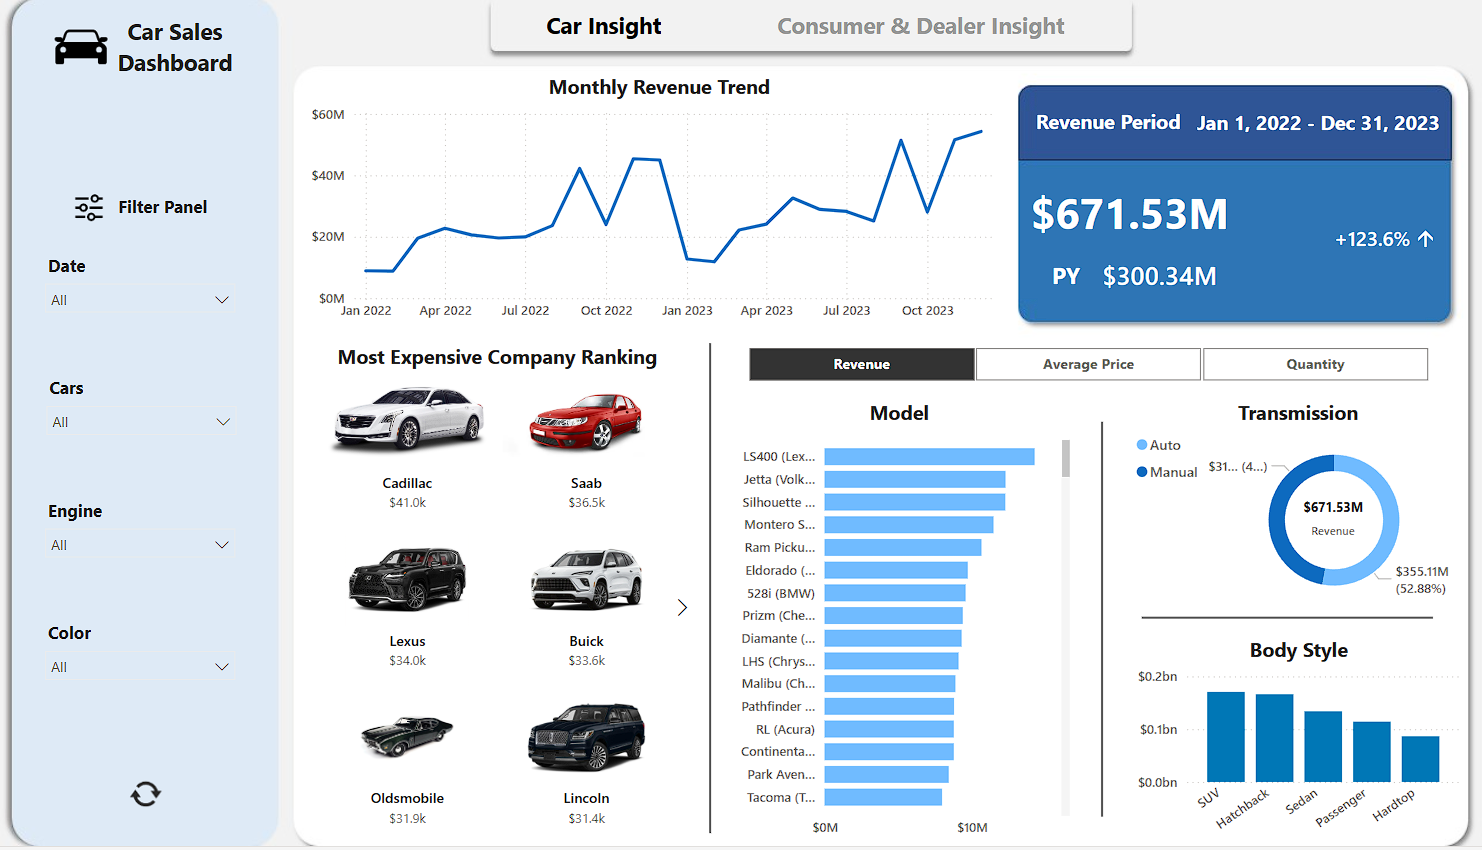 Car Sales
Dashboard
Filter Panel
Date
All
Cars
All
Engine
All
Color
All
Car Insight
Consumer & Dealer Insight
Monthly Revenue Trend
$60M
$40M
$20M
$0M
Jan 2022
Apr 2022
Jul 2022
Oct 2022
Jan 2023
Apr 2023
Jul 2023
Oct 2023
Revenue Period Jan 1, 2022 - Dec 31, 2023
$671.53M
+123.6%
PY $300.34M
Most Expensive Company Ranking
Cadillac
$41.0k
Saab
$36.5k
Lexus
$34.0k
Buick
$33.6k
Oldsmobile
$31.9k
Lincoln
$31.4k
Revenue
Average Price
Quantity
Model
LS400 (Lex...
Jetta (Volk...
Silhouette ...
Montero S...
Ram Picku...
Eldorado (...
528i (BMW)
Prizm (Che...
Diamante (...
LHS (Chrys...
Malibu (Ch...
Pathfinder ...
RL (Acura)
Continenta...
Park Aven...
Tacoma (T...
$0M
$10M
Transmission
Auto
Manual
$31... (4...)
$671.53M
Revenue
$355.11M
(52.88%)
Body Style
$0.2bn
$0.1bn
$0.0bn
SUV
Hatchback
Sedan
Passenger
Hardtop